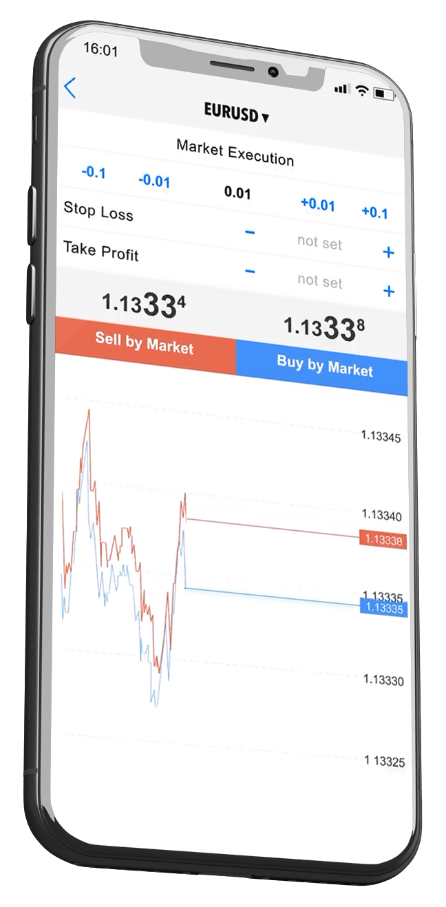 16:01
EURUSD ▾
Market Execution
-0.1 -0.01 0.01 +0.01 +0.1
Stop Loss − not set +
Take Profit − not set +
1.13334 1.13338
Sell by Market Buy by Market
1.13345
1.13340
1.13338
1.13335
1.13335
1.13330
1 13325